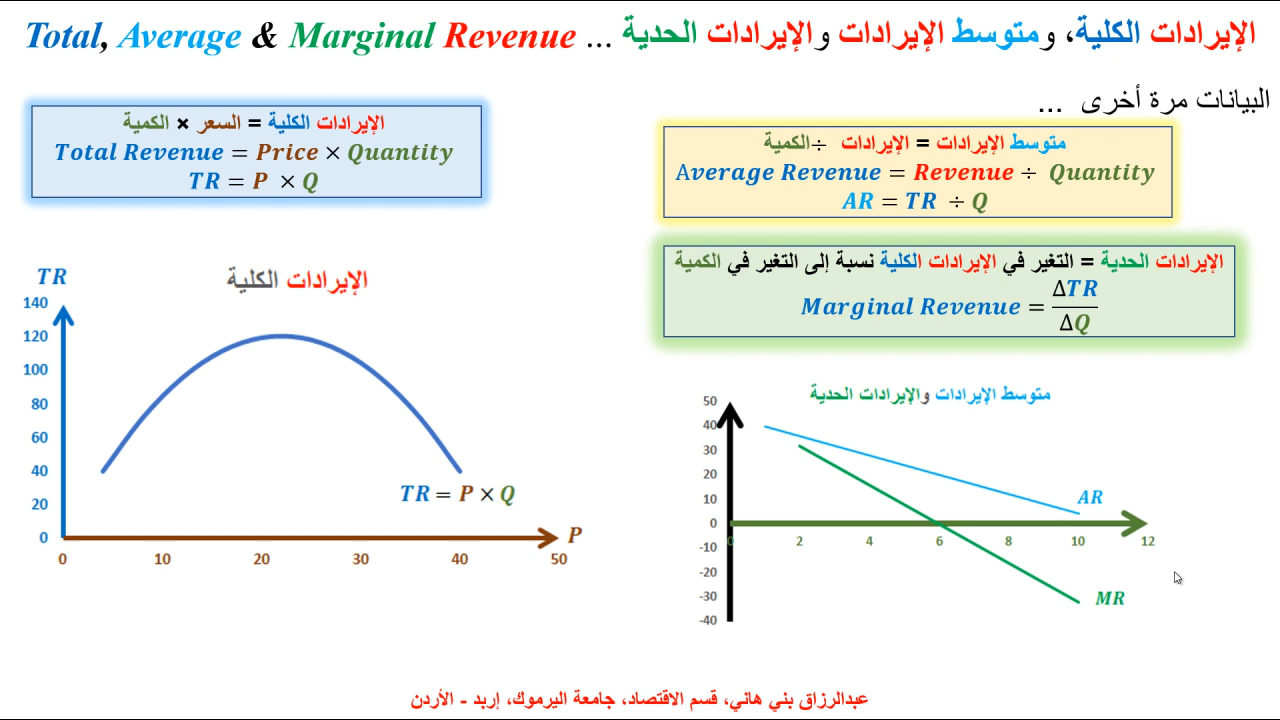 Total, Average & Marginal Revenue ... الإيرادات الكلية، ومتوسط الإيرادات والإيرادات الحدية
البيانات مرة أخرى ...
الإيرادات الكلية = السعر × الكمية
Total Revenue = Price × Quantity
TR = P × Q
متوسط الإيرادات = الإيرادات ÷ الكمية
Average Revenue = Revenue ÷ Quantity
AR = TR ÷ Q
الإيرادات الحدية = التغير في الإيرادات الكلية نسبة إلى التغير في الكمية
Marginal Revenue = ΔTR / ΔQ
TR
الإيرادات الكلية
140
120
100
80
60
40
20
0
TR = P × Q
P
0 10 20 30 40 50
متوسط الإيرادات والإيرادات الحدية
50
40
30
20
10
0
-10
-20
-30
-40
AR
0 2 4 6 8 10 12
MR
عبدالرزاق بني هاني، قسم الاقتصاد، جامعة اليرموك، إربد - الأردن